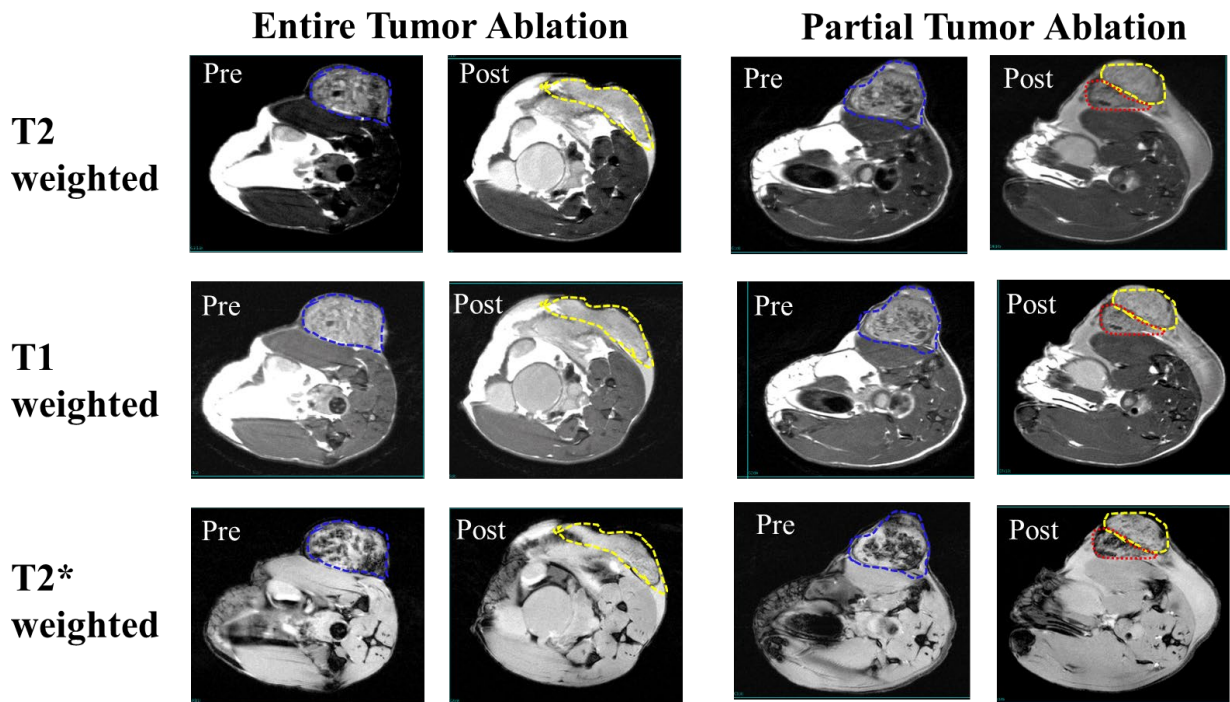 Entire Tumor Ablation
Partial Tumor Ablation
T2 weighted
Pre
Post
Pre
Post
T1 weighted
Pre
Post
Pre
Post
T2* weighted
Pre
Post
Pre
Post